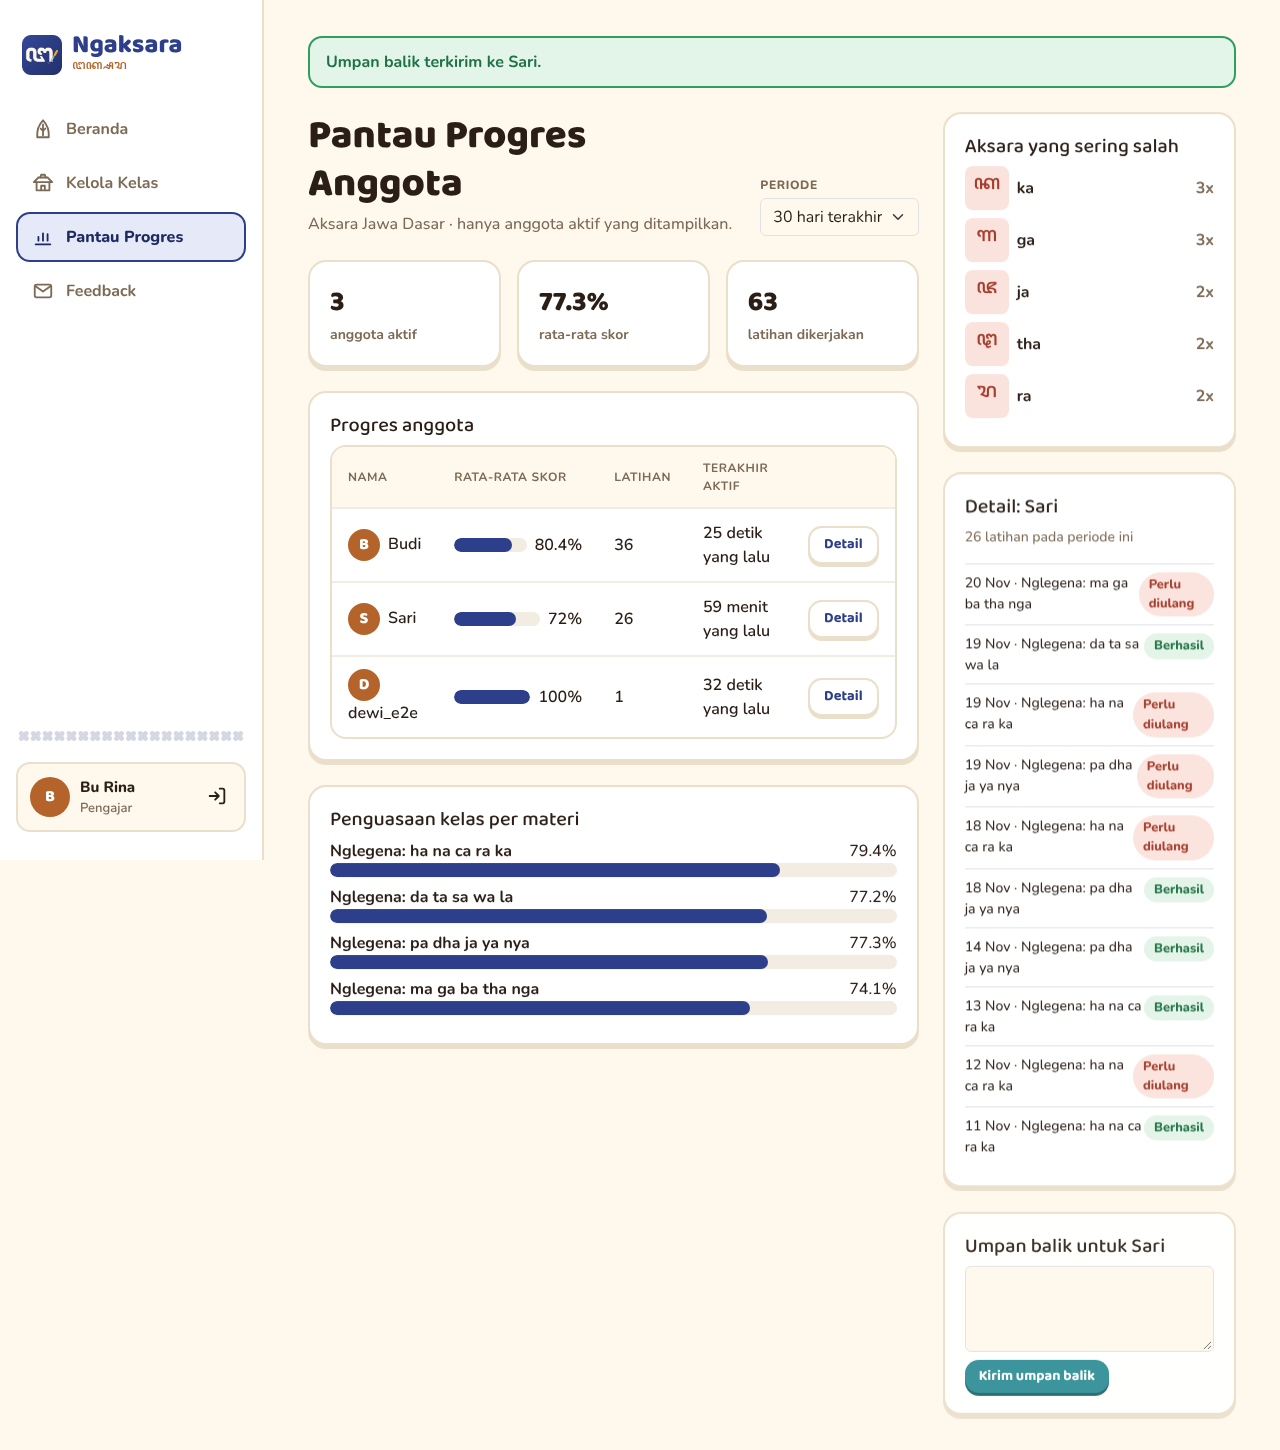 Ngaksara
Beranda
Kelola Kelas
Pantau Progres
Feedback
B
Bu Rina
Pengajar
Umpan balik terkirim ke Sari.
Pantau Progres
Anggota
Aksara Jawa Dasar · hanya anggota aktif yang ditampilkan.
PERIODE
30 hari terakhir
3
anggota aktif
77.3%
rata-rata skor
63
latihan dikerjakan
Progres anggota
NAMA RATA-RATA SKOR LATIHAN TERAKHIR AKTIF
B Budi 80.4% 36 25 detik yang lalu Detail
S Sari 72% 26 59 menit yang lalu Detail
D dewi_e2e 100% 1 32 detik yang lalu Detail
Penguasaan kelas per materi
Nglegena: ha na ca ra ka 79.4%
Nglegena: da ta sa wa la 77.2%
Nglegena: pa dha ja ya nya 77.3%
Nglegena: ma ga ba tha nga 74.1%
Aksara yang sering salah
ꦏ ka 3x
ꦒ ga 3x
ꦗ ja 2x
ꦛ tha 2x
ꦫ ra 2x
Detail: Sari
26 latihan pada periode ini
20 Nov · Nglegena: ma ga
ba tha nga
Perlu
diulang
19 Nov · Nglegena: da ta sa
wa la
Berhasil
19 Nov · Nglegena: ha na
ca ra ka
Perlu
diulang
19 Nov · Nglegena: pa dha
ja ya nya
Perlu
diulang
18 Nov · Nglegena: ha na
ca ra ka
Perlu
diulang
18 Nov · Nglegena: pa dha
ja ya nya
Berhasil
14 Nov · Nglegena: pa dha
ja ya nya
Berhasil
13 Nov · Nglegena: ha na ca
ra ka
Berhasil
12 Nov · Nglegena: ha na
ca ra ka
Perlu
diulang
11 Nov · Nglegena: ha na ca
ra ka
Berhasil
Umpan balik untuk Sari
Kirim umpan balik